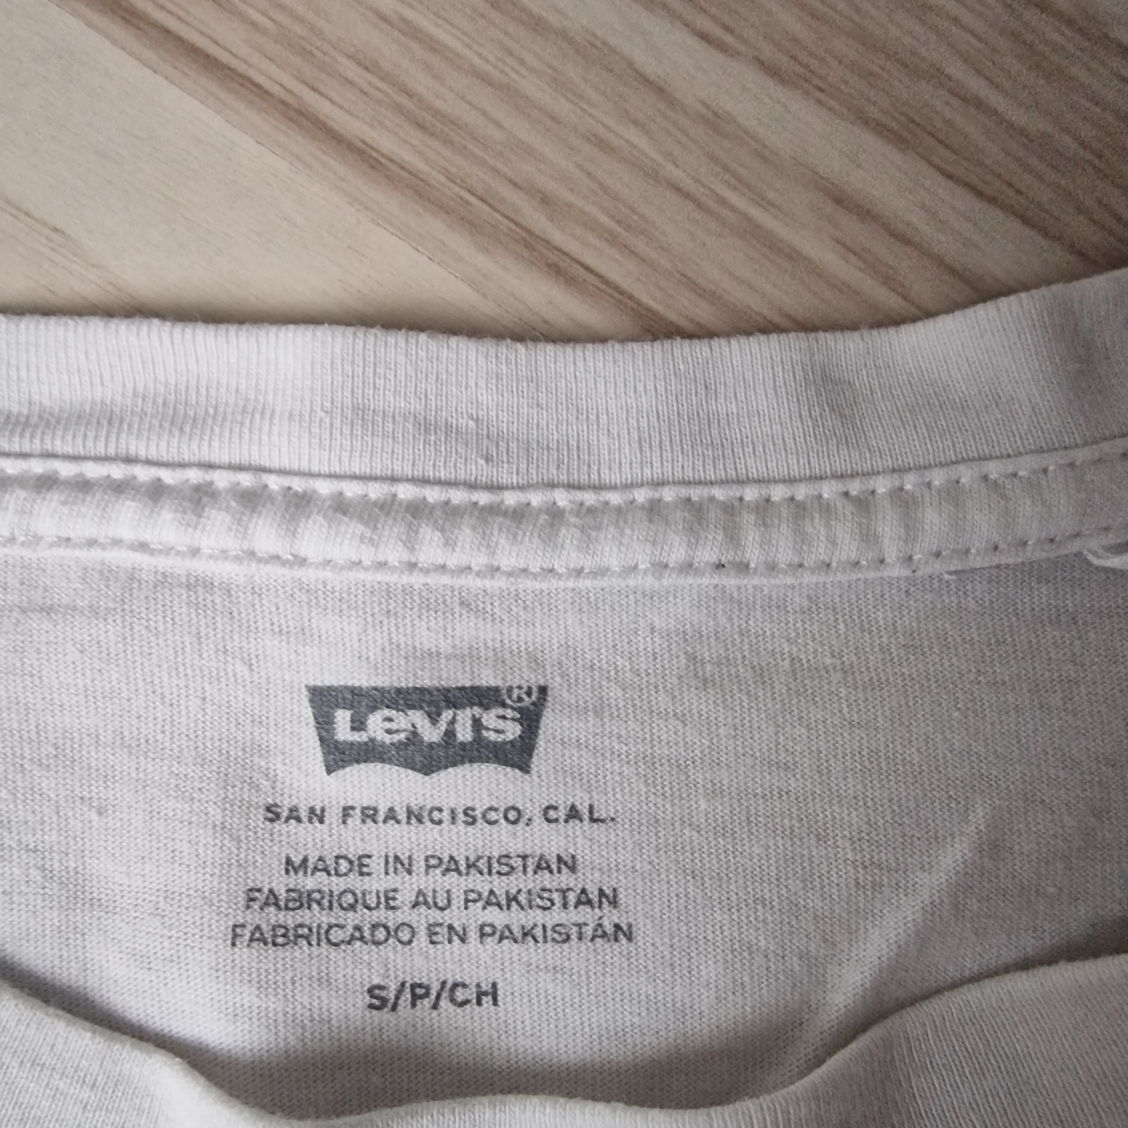 Levi's®
SAN FRANCISCO, CAL.
MADE IN PAKISTAN
FABRIQUE AU PAKISTAN
FABRICADO EN PAKISTÁN
S/P/CH